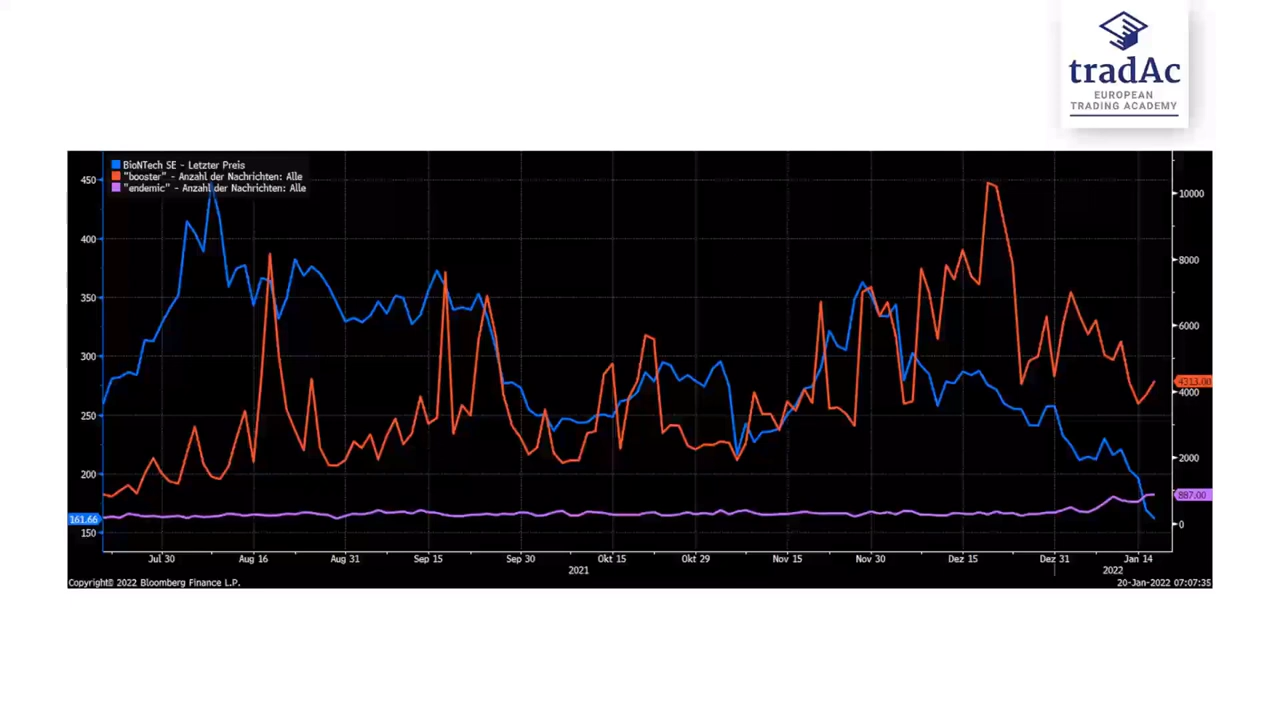 tradAc
EUROPEAN
TRADING ACADEMY
BioNTech SE - Letzter Preis
"booster" - Anzahl der Nachrichten: Alle
"endemic" - Anzahl der Nachrichten: Alle
450
400
350
300
250
200
161.66
150
10000
8000
6000
4313.00
4000
2000
887.00
0
Jul 30 Aug 16 Aug 31 Sep 15 Sep 30 Okt 15 Okt 29 Nov 15 Nov 30 Dez 15 Dez 31 Jan 14
2021 2022
Copyright© 2022 Bloomberg Finance L.P. 20-Jan-2022 07:07:35